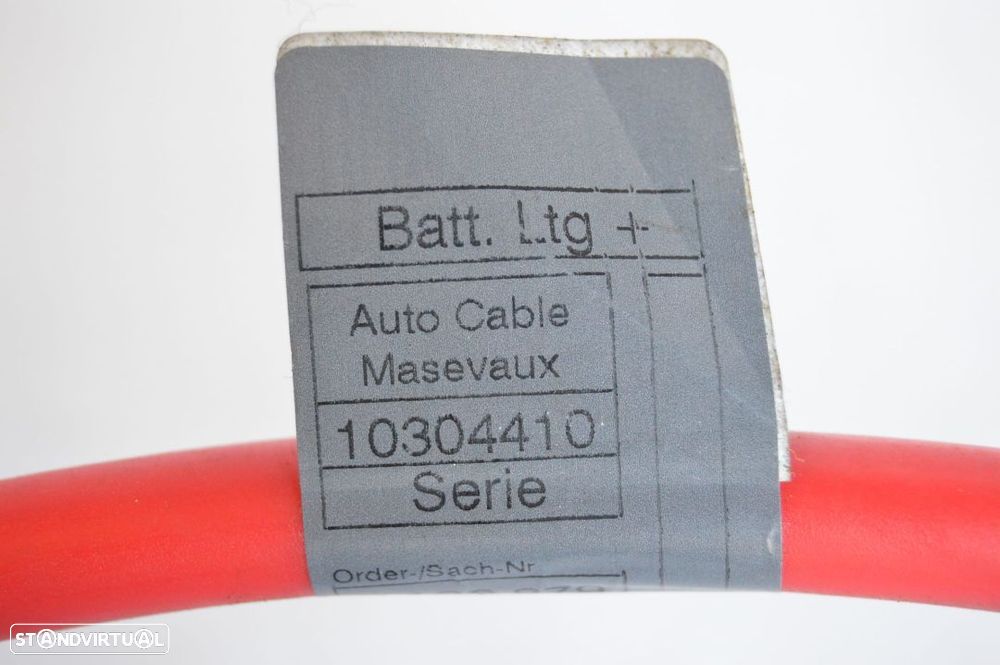 Batt. Ltg +
Auto Cable
Masevaux
10304410
Serie
Order-/Sach-Nr
STANDVIRTUAL